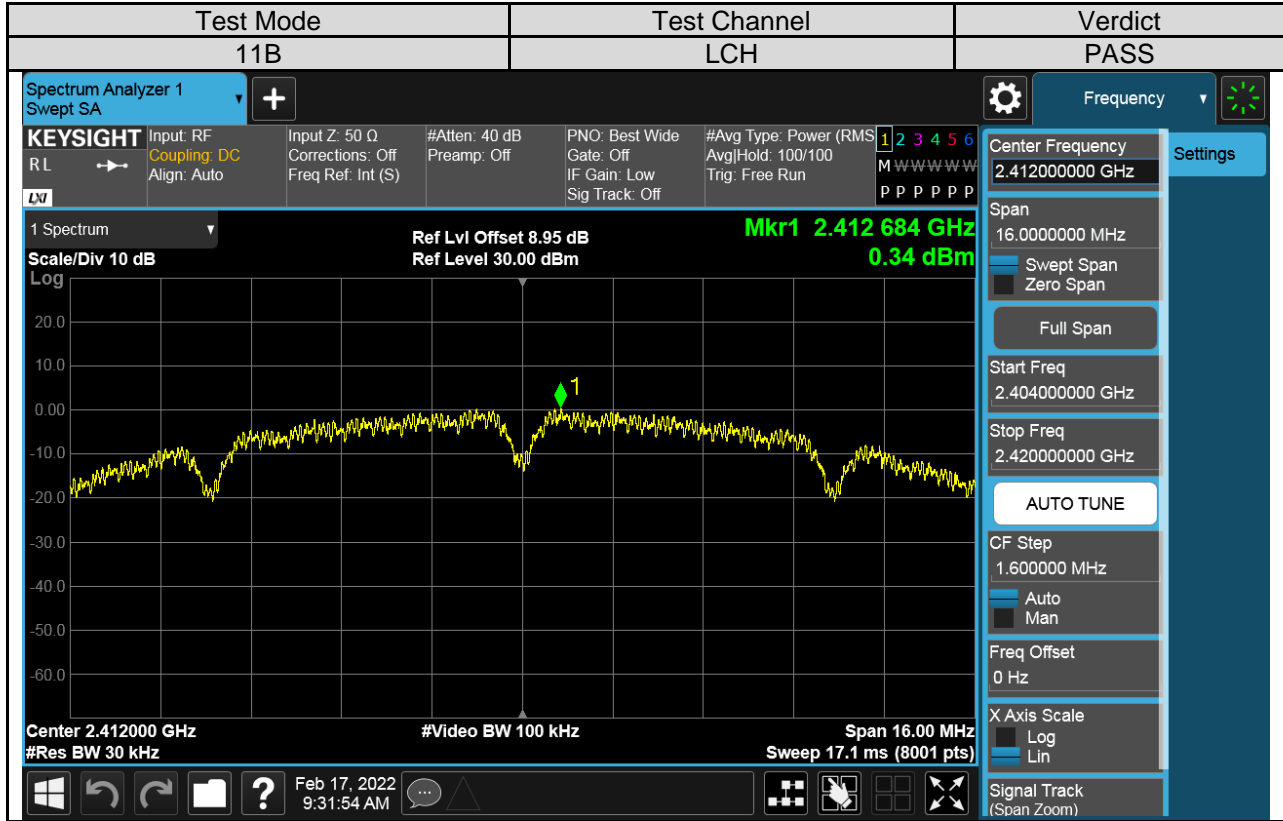 Test Mode Test Channel Verdict
11B LCH PASS
Spectrum Analyzer 1
Swept SA
+
Frequency
KEYSIGHT Input: RF Input Z: 50 Ω #Atten: 40 dB PNO: Best Wide #Avg Type: Power (RMS 1 2 3 4 5 6
RL Coupling: DC Corrections: Off Preamp: Off Gate: Off Avg|Hold: 100/100 M W W W W W
Align: Auto Freq Ref: Int (S) IF Gain: Low Trig: Free Run
LXI Sig Track: Off P P P P P P
1 Spectrum
Ref Lvl Offset 8.95 dB
Mkr1 2.412 684 GHz
Scale/Div 10 dB Ref Level 30.00 dBm 0.34 dBm
Log
20.0
10.0
1
0.00
-10.0
-20.0
-30.0
-40.0
-50.0
-60.0
Center 2.412000 GHz #Video BW 100 kHz Span 16.00 MHz
#Res BW 30 kHz Sweep 17.1 ms (8001 pts)
Center Frequency
2.412000000 GHz
Settings
Span
16.0000000 MHz
Swept Span
Zero Span
Full Span
Start Freq
2.404000000 GHz
Stop Freq
2.420000000 GHz
AUTO TUNE
CF Step
1.600000 MHz
Auto
Man
Freq Offset
0 Hz
X Axis Scale
Log
Lin
Signal Track
(Span Zoom)
?
Feb 17, 2022
9:31:54 AM